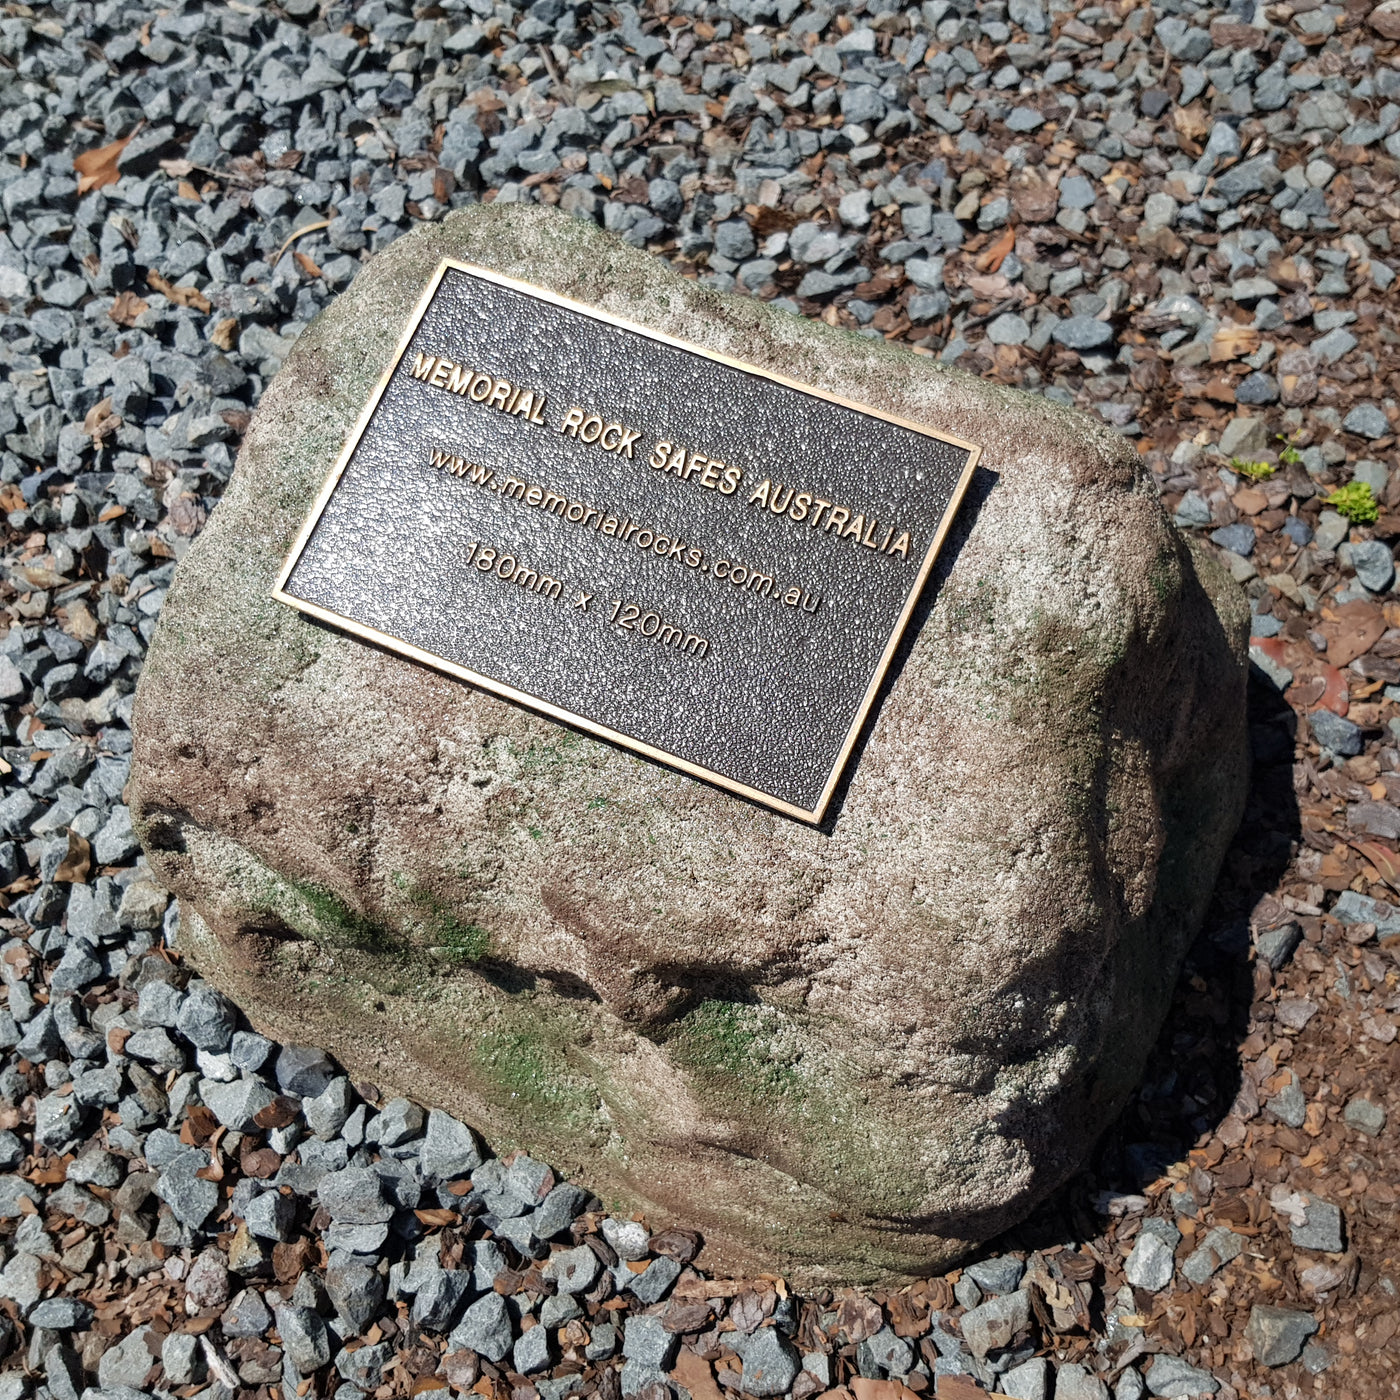 MEMORIAL ROCK SAFES AUSTRALIA
www.memorialrocks.com.au
180mm x 120mm